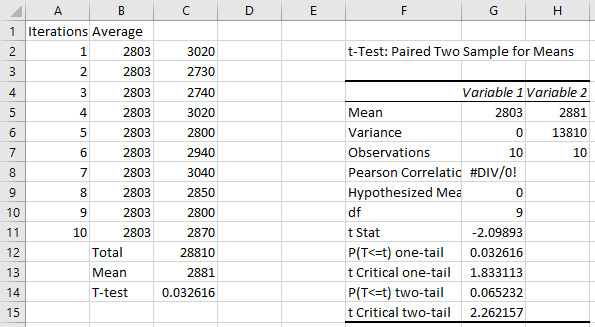 A B C D E F G H
1 Iterations Average
2 1 2803 3020 t-Test: Paired Two Sample for Means
3 2 2803 2730
4 3 2803 2740 Variable 1 Variable 2
5 4 2803 3020 Mean 2803 2881
6 5 2803 2800 Variance 0 13810
7 6 2803 2940 Observations 10 10
8 7 2803 3040 Pearson Correlatio #DIV/0!
9 8 2803 2850 Hypothesized Mea 0
10 9 2803 2800 df 9
11 10 2803 2870 t Stat -2.09893
12 Total 28810 P(T<=t) one-tail 0.032616
13 Mean 2881 t Critical one-tail 1.833113
14 T-test 0.032616 P(T<=t) two-tail 0.065232
15 t Critical two-tail 2.262157